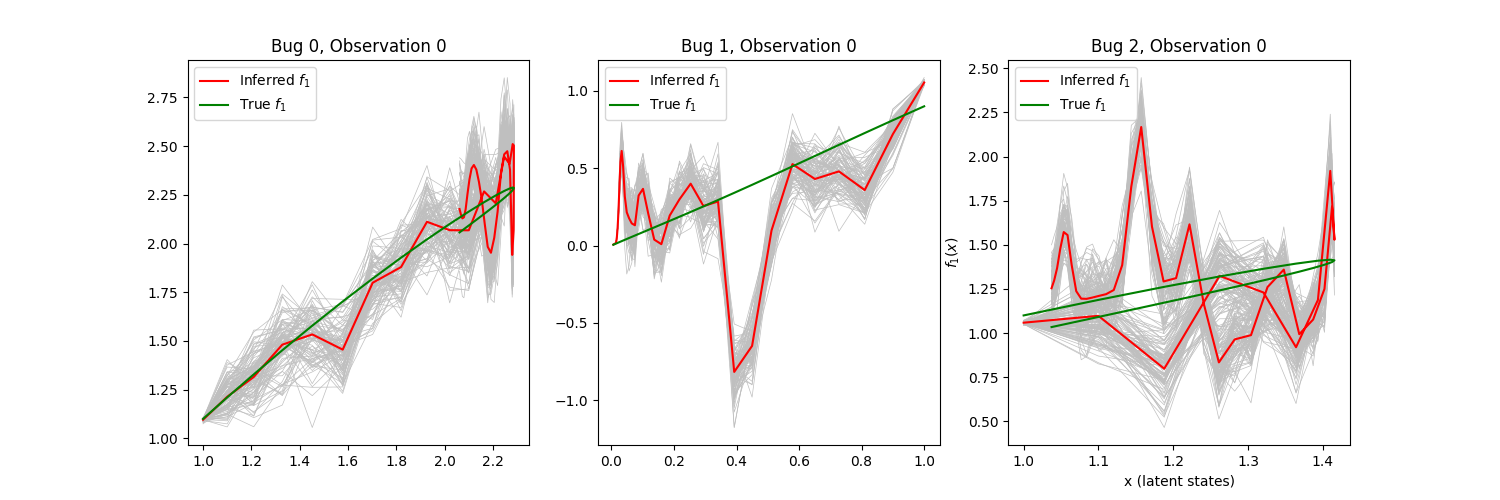 Bug 0, Observation 0
Inferred f₁
True f₁
2.75
2.50
2.25
2.00
1.75
1.50
1.25
1.00
1.0 1.2 1.4 1.6 1.8 2.0 2.2
Bug 1, Observation 0
Inferred f₁
True f₁
1.0
0.5
0.0
−0.5
−1.0
0.0 0.2 0.4 0.6 0.8 1.0
Bug 2, Observation 0
Inferred f₁
True f₁
f₁(x)
2.50
2.25
2.00
1.75
1.50
1.25
1.00
0.75
0.50
1.0 1.1 1.2 1.3 1.4
x (latent states)